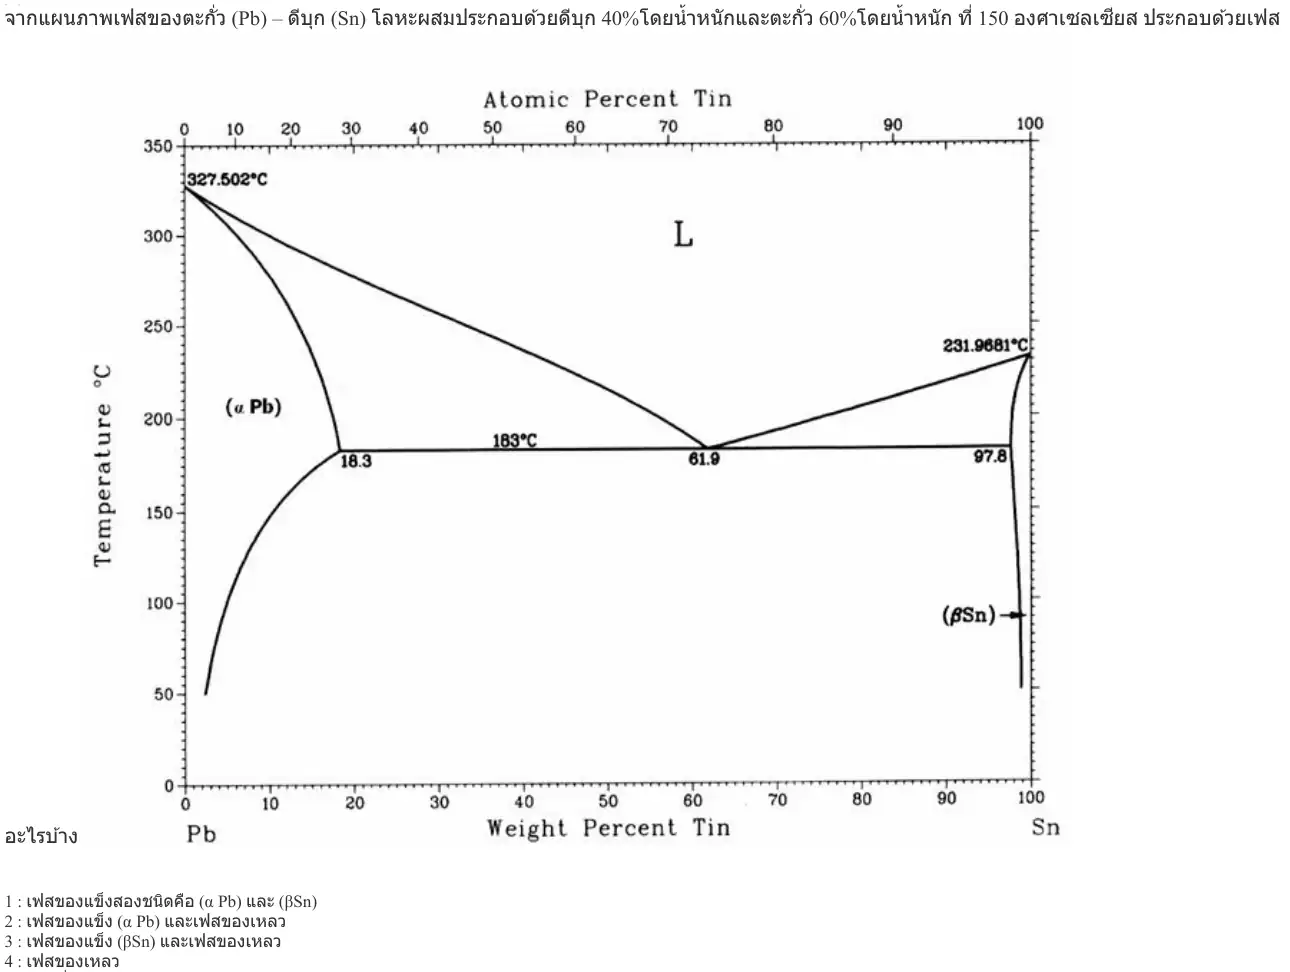 จากแผนภาพเฟสของตะกั่ว (Pb) – ดีบุก (Sn) โลหะผสมประกอบด้วยดีบุก 40%โดยน้ำหนักและตะกั่ว 60%โดยน้ำหนัก ที่ 150 องศาเซลเซียส ประกอบด้วยเฟส
Atomic Percent Tin
0 10 20 30 40 50 60 70 80 90 100
350
327.502°C
300
L
250
231.9681°C
Temperature °C
(α Pb)
200
183°C
18.3
61.9
97.8
150
100
(βSn)
50
0
0 10 20 30 40 50 60 70 80 90 100
อะไรบ้าง
Pb
Weight Percent Tin
Sn
1 : เฟสของแข็งสองชนิดคือ (α Pb) และ (βSn)
2 : เฟสของแข็ง (α Pb) และเฟสของเหลว
3 : เฟสของแข็ง (βSn) และเฟสของเหลว
4 : เฟสของเหลว